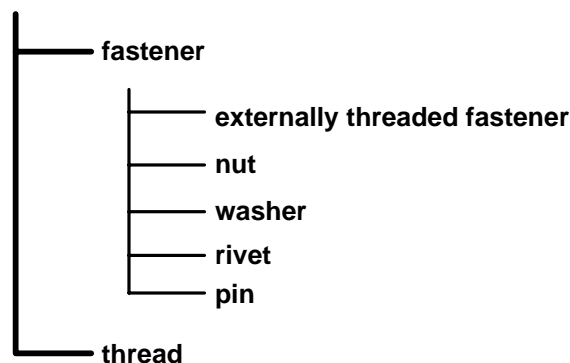 fastener
externally threaded fastener
nut
washer
rivet
pin
thread